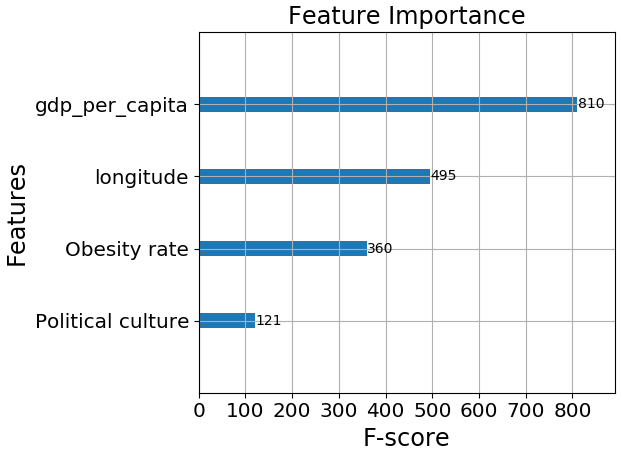 Feature Importance
gdp_per_capita
810
longitude
495
Obesity rate
360
Political culture
121
Features
0 100 200 300 400 500 600 700 800
F-score